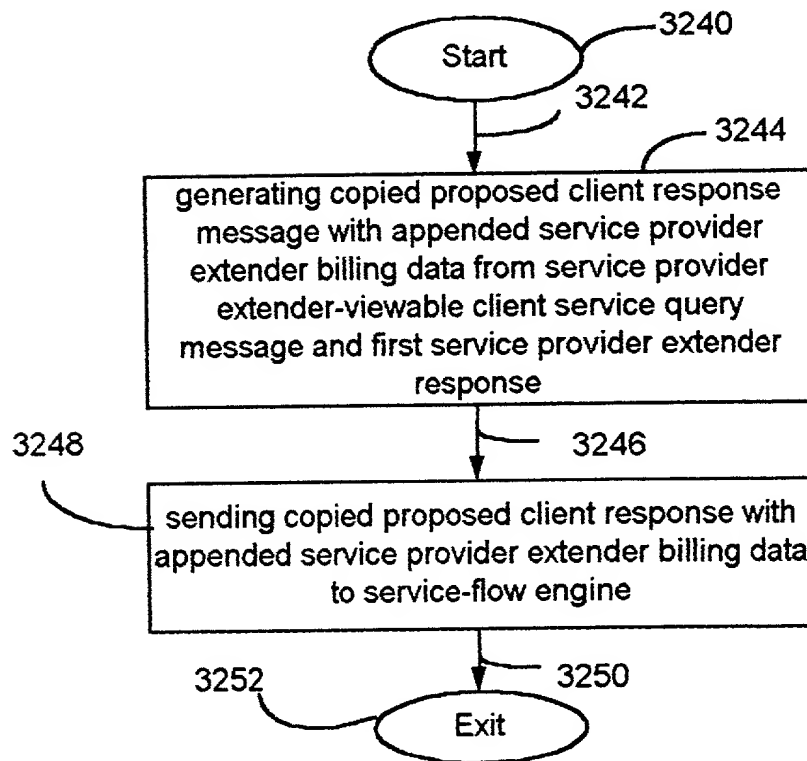 3240
Start
3242
3244
generating copied proposed client response
message with appended service provider
extender billing data from service provider
extender-viewable client service query
message and first service provider extender
response
3246
3248
sending copied proposed client response with
appended service provider extender billing data
to service-flow engine
3250
3252
Exit